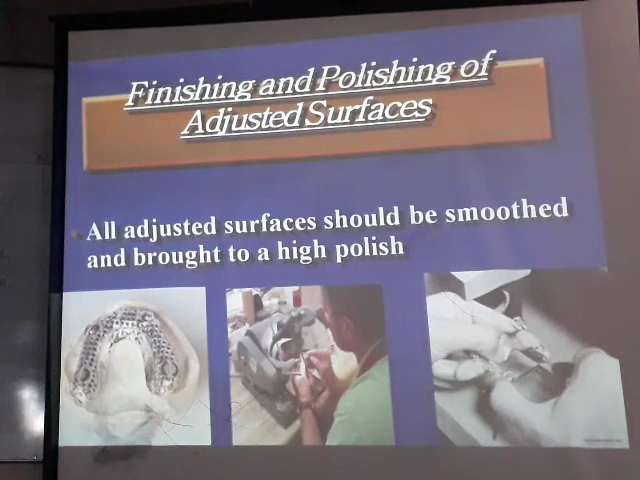 Finishing and Polishing of
Adjusted Surfaces
All adjusted surfaces should be smoothed
and brought to a high polish